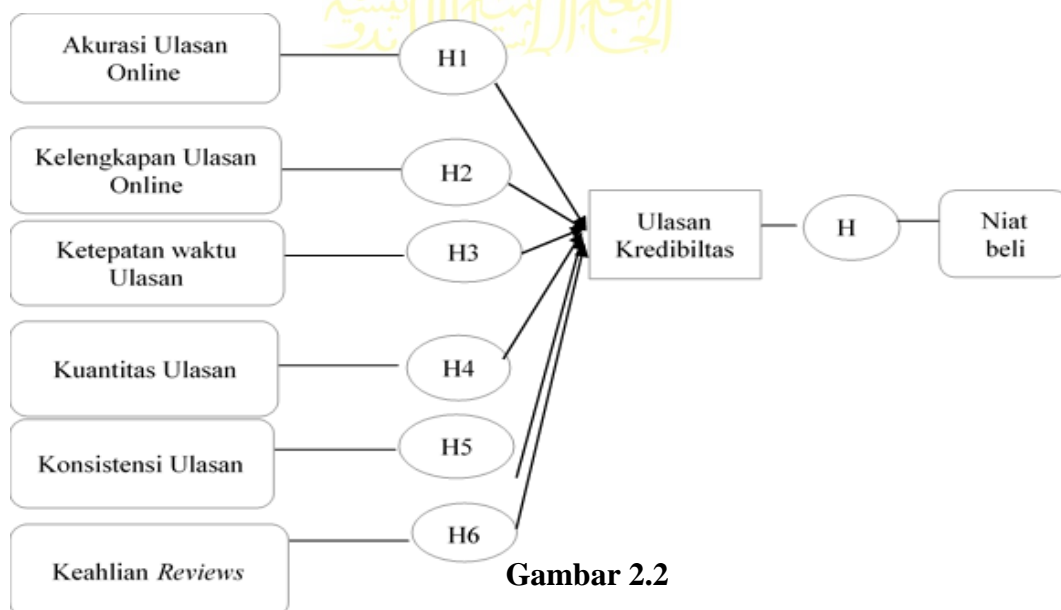 Akurasi Ulasan
Online
H1
Kelengkapan Ulasan
Online
H2
Ketepatan waktu
Ulasan
H3
Kuantitas Ulasan
H4
Konsistensi Ulasan
H5
Keahlian Reviews
H6
Ulasan
Kredibiltas
H
Niat
beli
Gambar 2.2